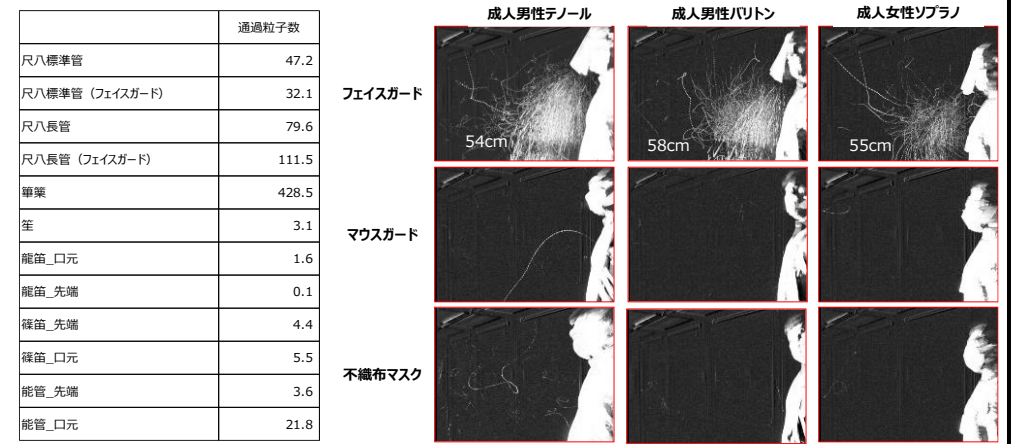 通過粒子数
尺八標準管 47.2
尺八標準管（フェイスガード） 32.1
尺八長管 79.6
尺八長管（フェイスガード） 111.5
篳篥 428.5
笙 3.1
龍笛_口元 1.6
龍笛_先端 0.1
篠笛_先端 4.4
篠笛_口元 5.5
能管_先端 3.6
能管_口元 21.8
成人男性テノール 成人男性バリトン 成人女性ソプラノ
フェイスガード
54cm 58cm 55cm
マウスガード
不織布マスク